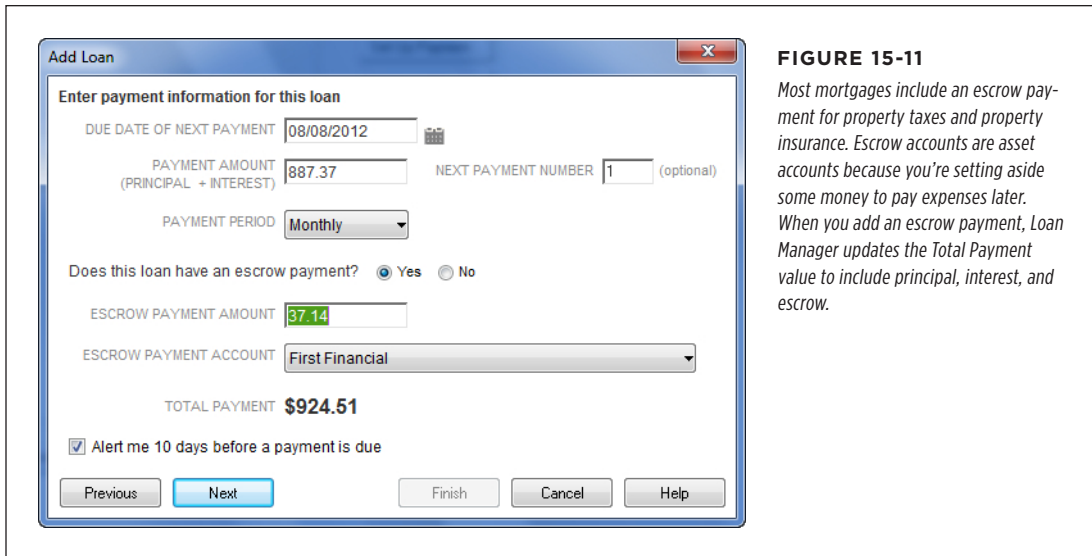 Add Loan
Enter payment information for this loan
DUE DATE OF NEXT PAYMENT 08/08/2012
PAYMENT AMOUNT
(PRINCIPAL + INTEREST) 887.37 NEXT PAYMENT NUMBER 1 (optional)
PAYMENT PERIOD Monthly
Does this loan have an escrow payment? Yes No
ESCROW PAYMENT AMOUNT 37.14
ESCROW PAYMENT ACCOUNT First Financial
TOTAL PAYMENT $924.51
Alert me 10 days before a payment is due
Previous Next Finish Cancel Help
FIGURE 15-11
Most mortgages include an escrow pay-
ment for property taxes and property
insurance. Escrow accounts are asset
accounts because you're setting aside
some money to pay expenses later.
When you add an escrow payment, Loan
Manager updates the Total Payment
value to include principal, interest, and
escrow.